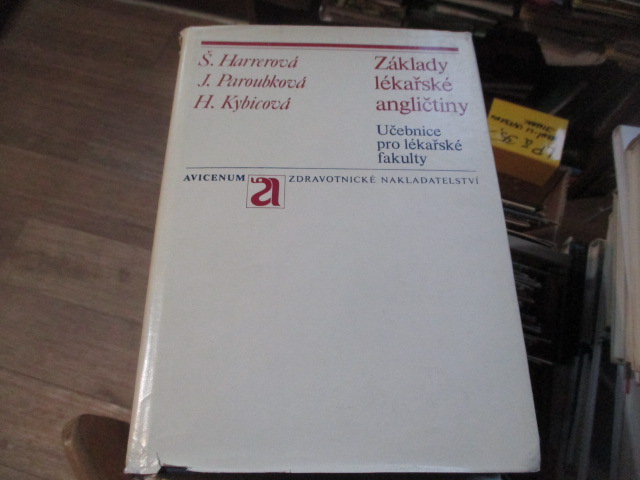 Š. Harrerová
J. Paroubková
H. Kybicová
Základy
lékařské
angličtiny
Učebnice
pro lékařské
fakulty
AVICENUM
ZDRAVOTNICKÉ NAKLADATELSTVÍ